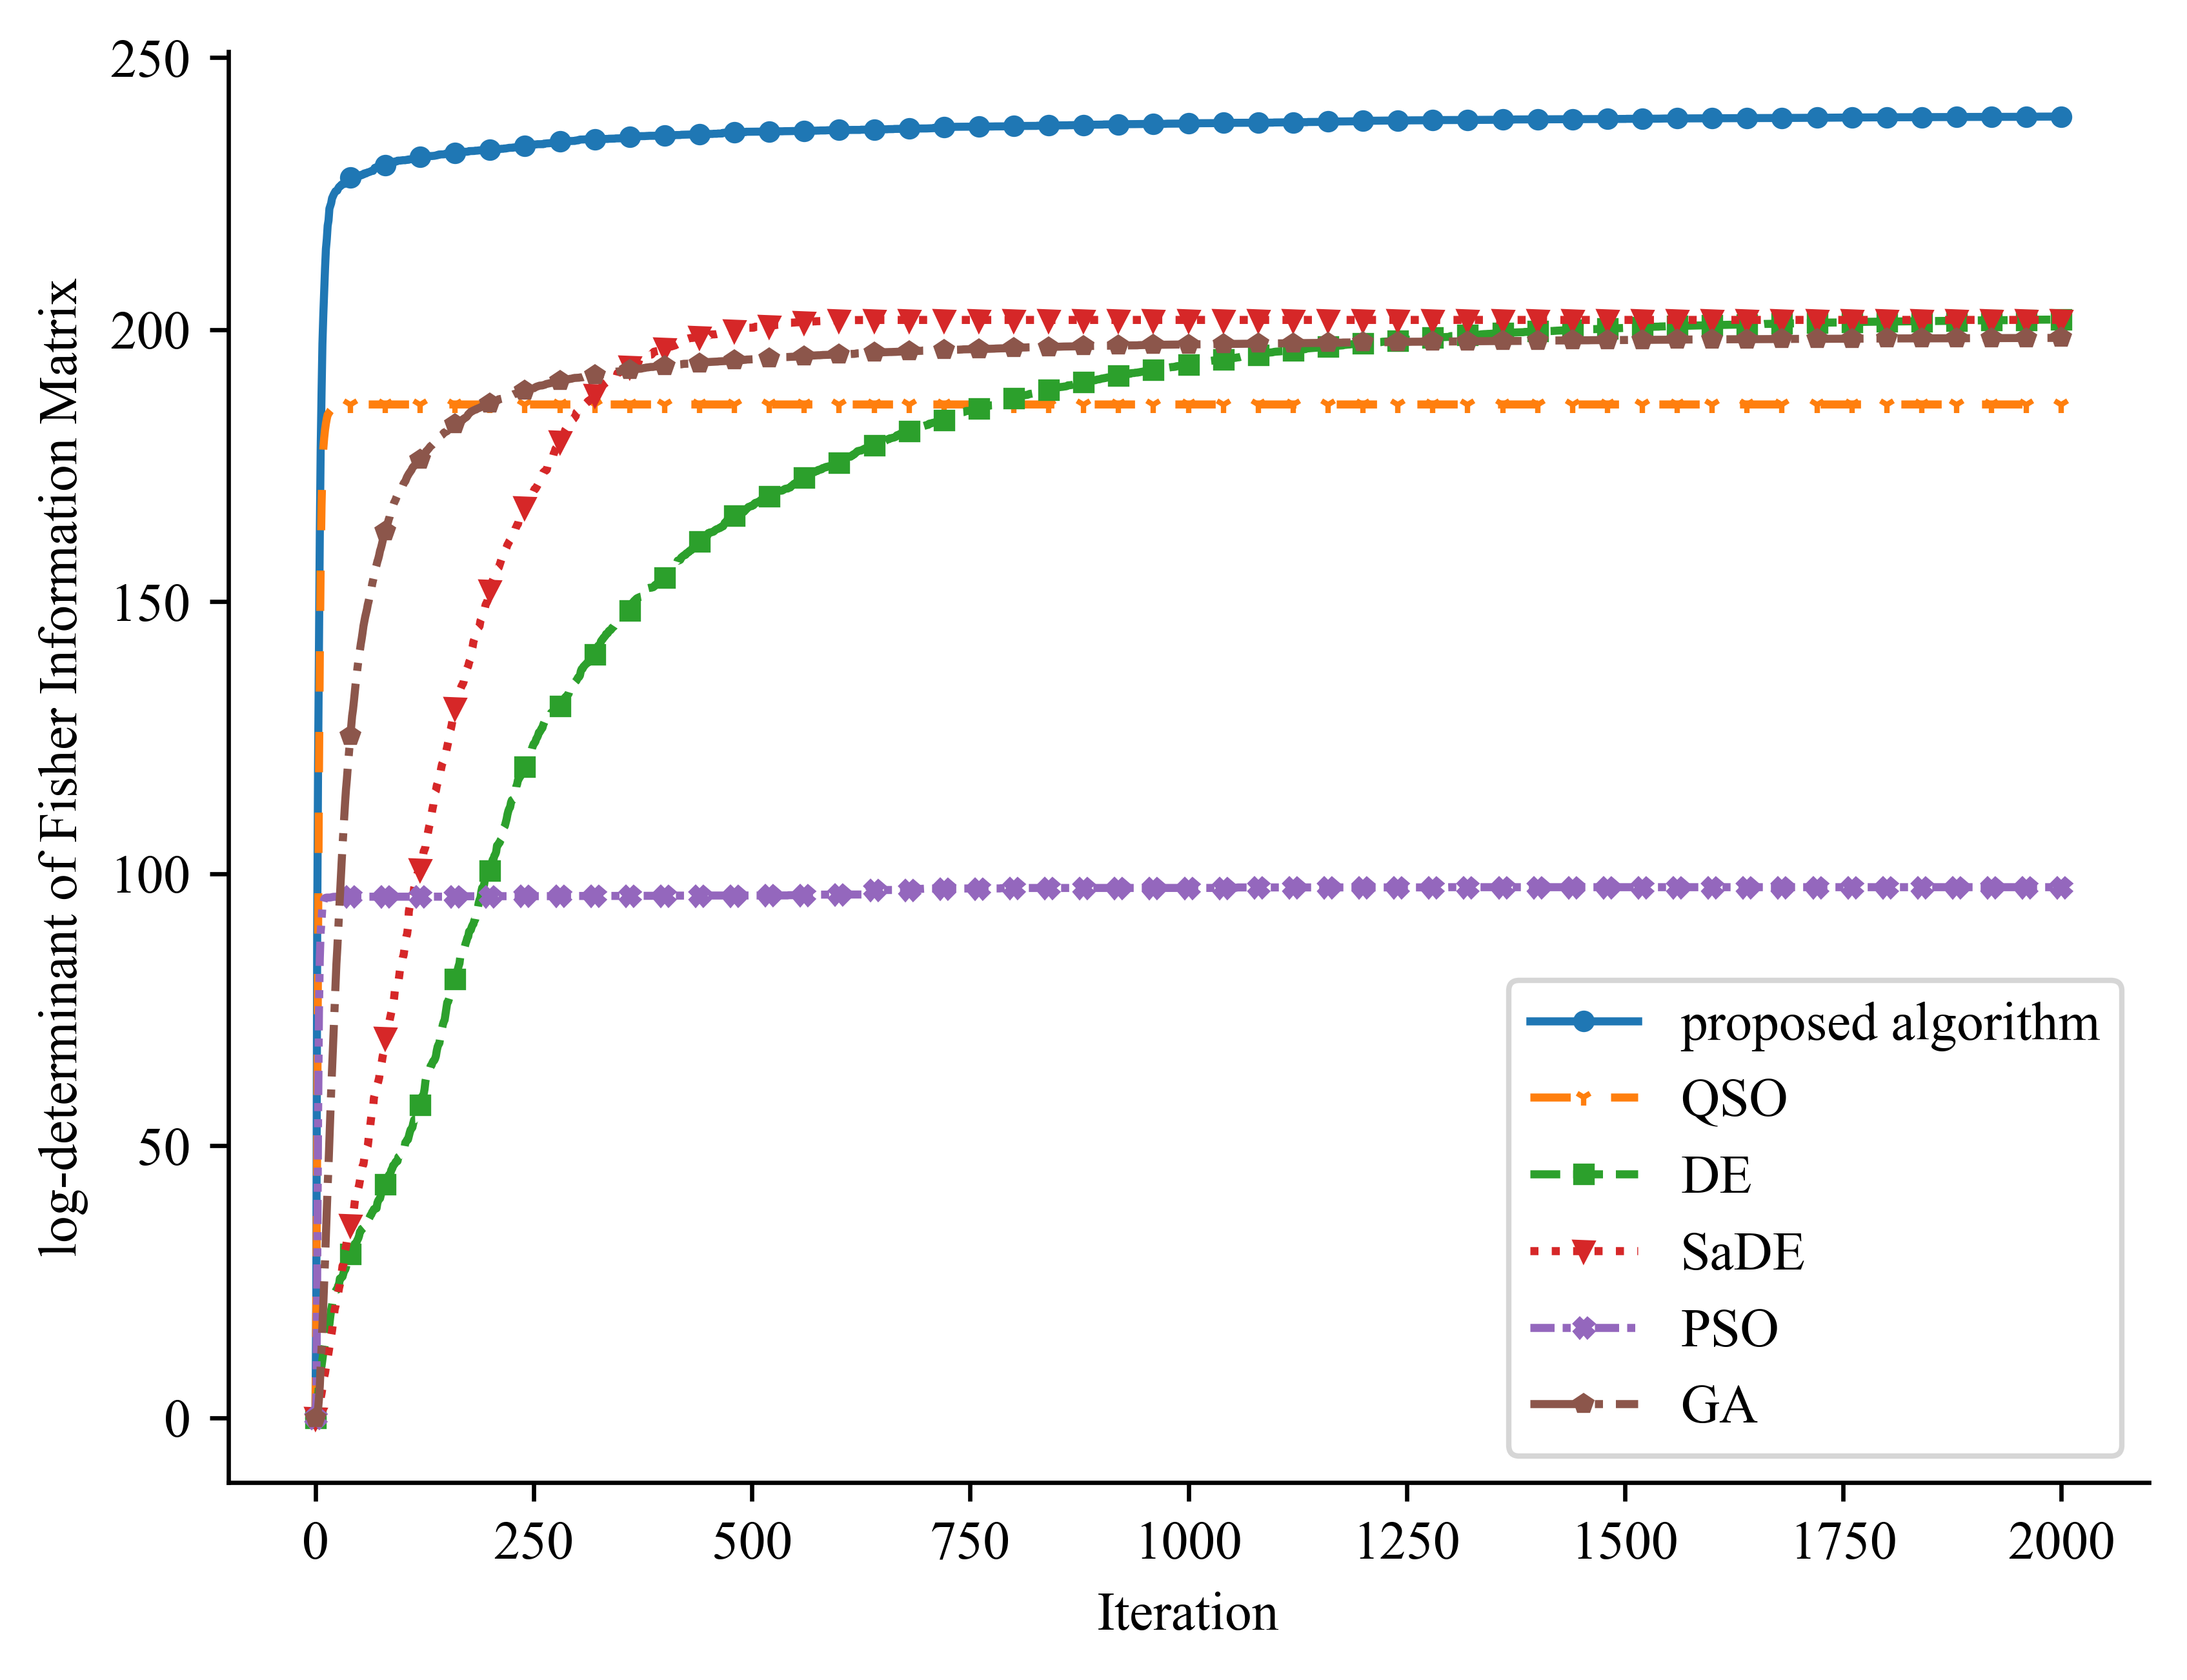 250
200
150
100
50
0
log-determinant of Fisher Information Matrix
0 250 500 750 1000 1250 1500 1750 2000
Iteration
proposed algorithm
QSO
DE
SaDE
PSO
GA